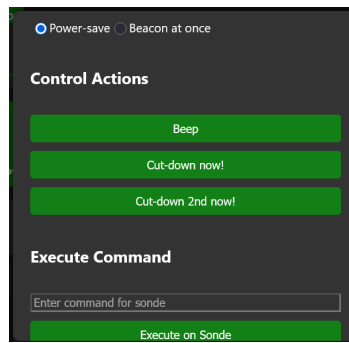 Power-save Beacon at once
Control Actions
Beep
Cut-down now!
Cut-down 2nd now!
Execute Command
Enter command for sonde
Execute on Sonde